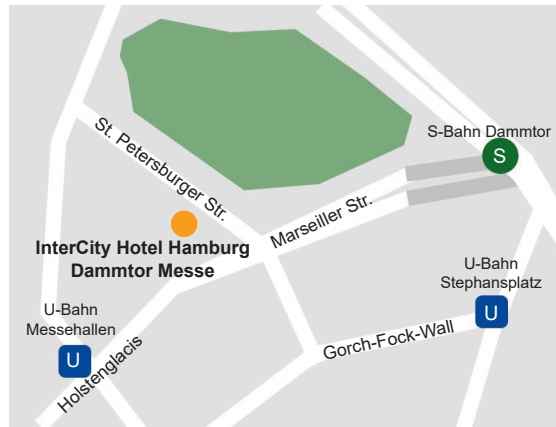 S-Bahn Dammtor
S
St. Petersburger Str.
Marseiller Str.
InterCity Hotel Hamburg
Dammtor Messe
U-Bahn
Stephansplatz
U
U-Bahn
Messehallen
U
Gorch-Fock-Wall
Holstenglacis